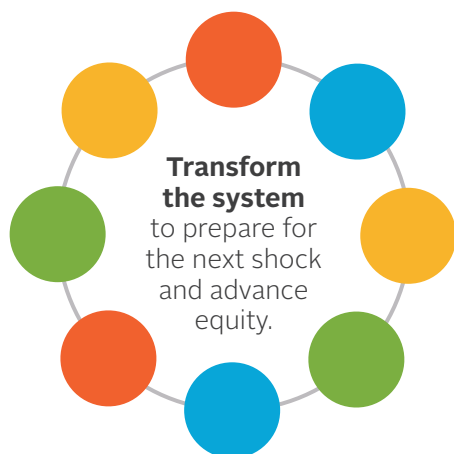 Transform
the system
to prepare for
the next shock
and advance
equity.